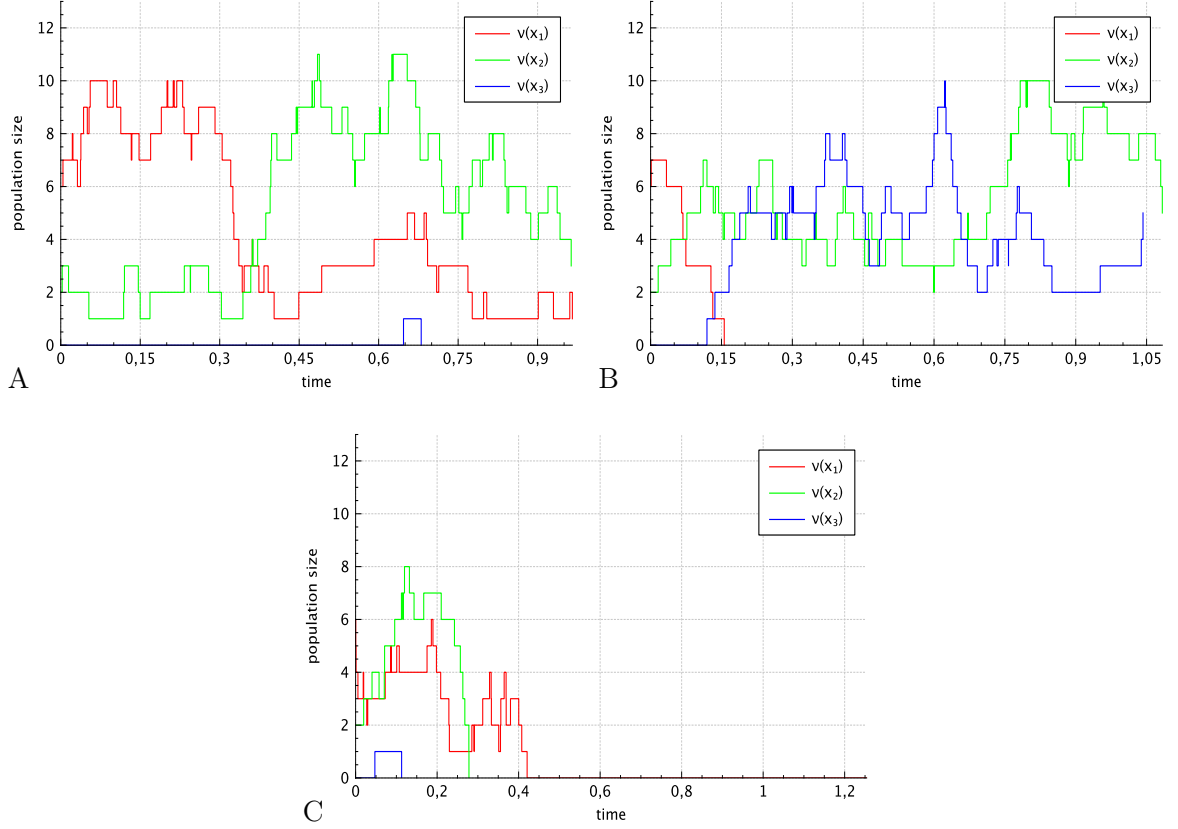 12
10
8
6
4
2
0
population size
0 0,15 0,3 0,45 0,6 0,75 0,9
time
ν(x₁)
ν(x₂)
ν(x₃)
A
12
10
8
6
4
2
0
population size
0 0,15 0,3 0,45 0,6 0,75 0,9 1,05
time
ν(x₁)
ν(x₂)
ν(x₃)
B
12
10
8
6
4
2
0
population size
0 0,2 0,4 0,6 0,8 1 1,2
time
ν(x₁)
ν(x₂)
ν(x₃)
C